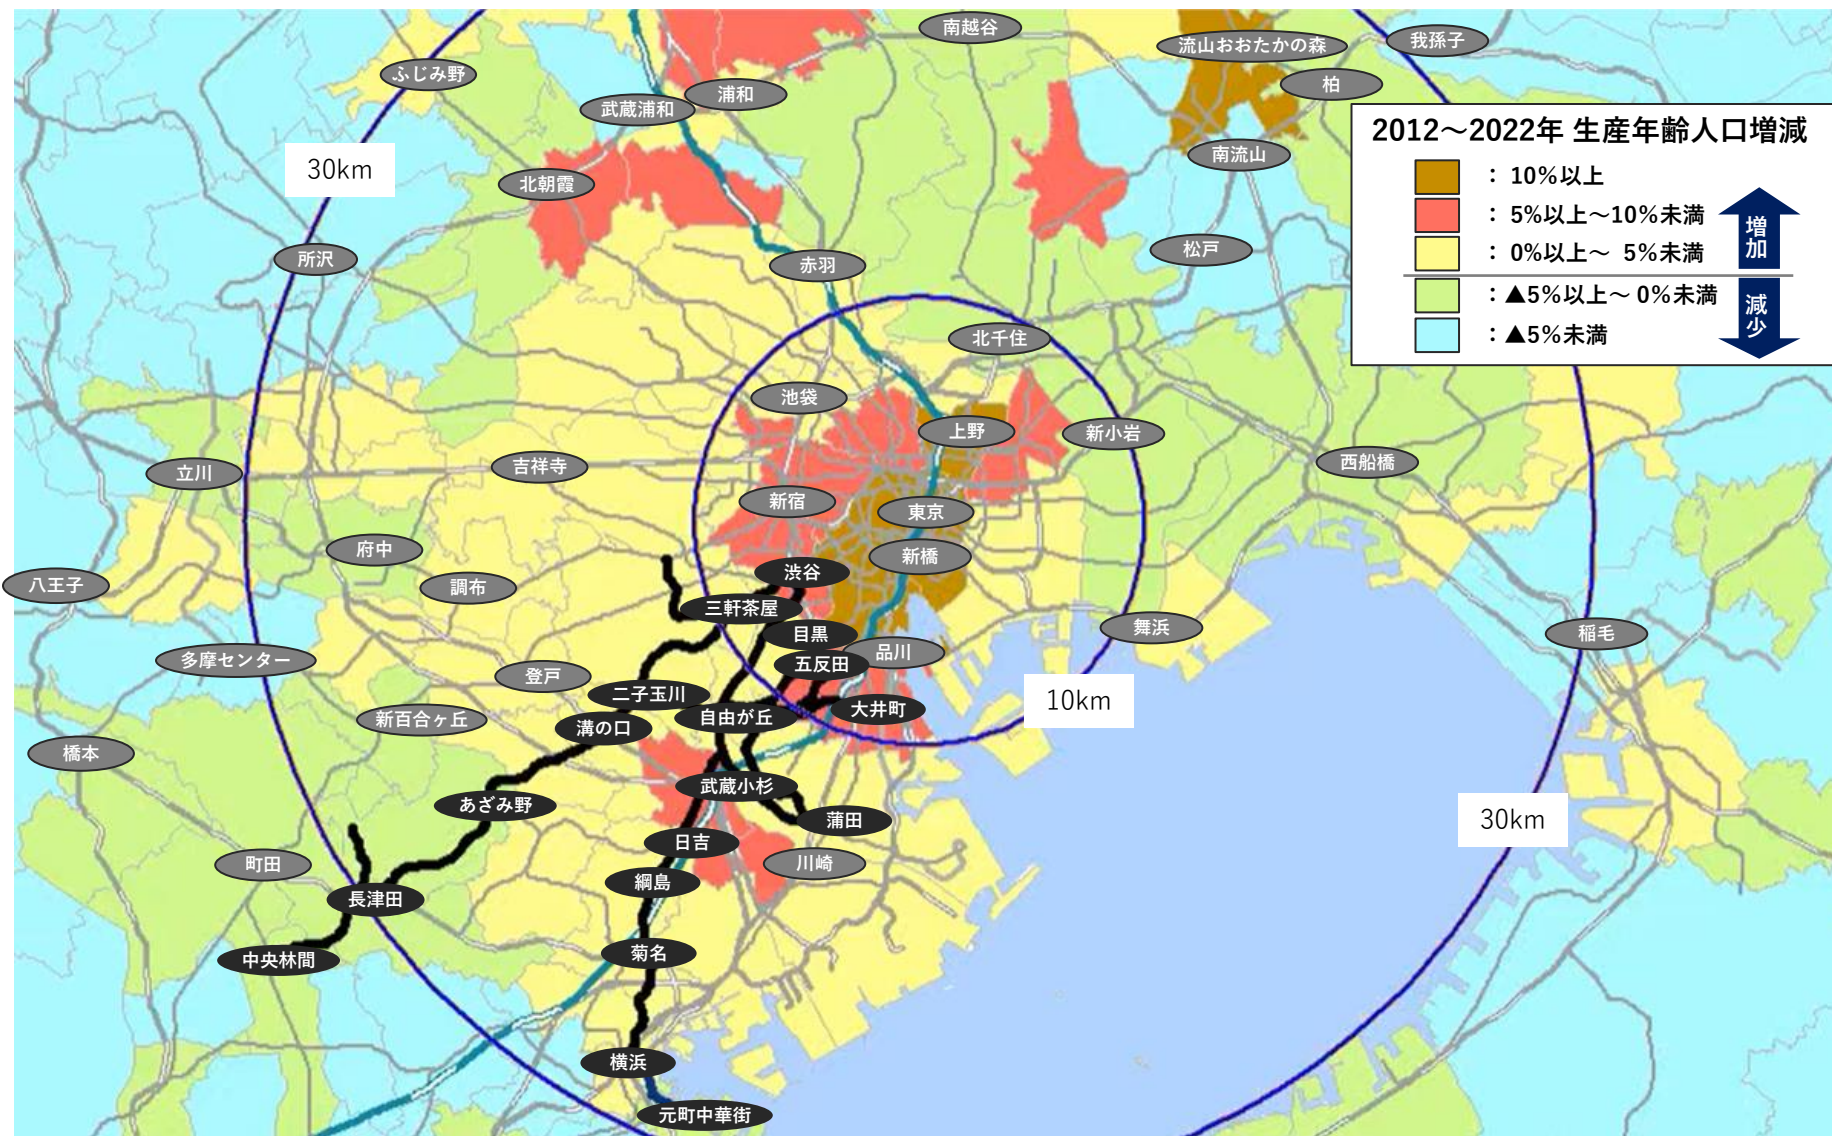 南越谷
流山おおたかの森
我孫子
ふじみ野
柏
浦和
武蔵浦和
2012～2022年 生産年齢人口増減
：10%以上
：5%以上～10%未満
：0%以上～ 5%未満
増加
：▲5%以上～ 0%未満
：▲5%未満
減少
30km
南流山
北朝霞
松戸
所沢
赤羽
北千住
池袋
上野
新小岩
西船橋
吉祥寺
立川
新宿
東京
府中
新橋
八王子
調布
渋谷
三軒茶屋
舞浜
目黒
稲毛
品川
多摩センター
五反田
登戸
二子玉川
10km
大井町
自由が丘
新百合ヶ丘
溝の口
橋本
武蔵小杉
あざみ野
蒲田
30km
日吉
川崎
町田
綱島
長津田
菊名
中央林間
横浜
元町中華街